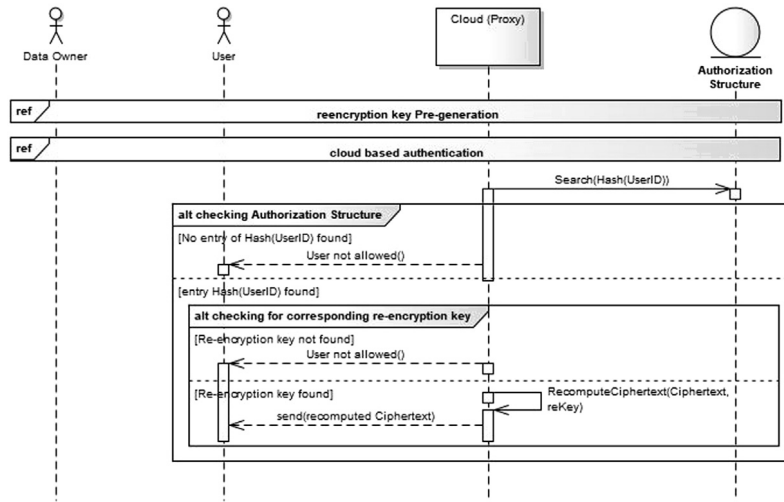 Data Owner
User
Cloud (Proxy)
Authorization
Structure
ref
reencryption key Pre-generation
ref
cloud based authentication
Search(Hash(UserID))
alt checking Authorization Structure
[No entry of Hash(UserID) found]
User not allowed()
[entry Hash(UserID) found]
alt checking for corresponding re-encryption key
[Re-encryption key not found]
User not allowed()
[Re-encryption key found]
RecomputeCiphertext(Ciphertext,
reKey)
send(recomputed Ciphertext)